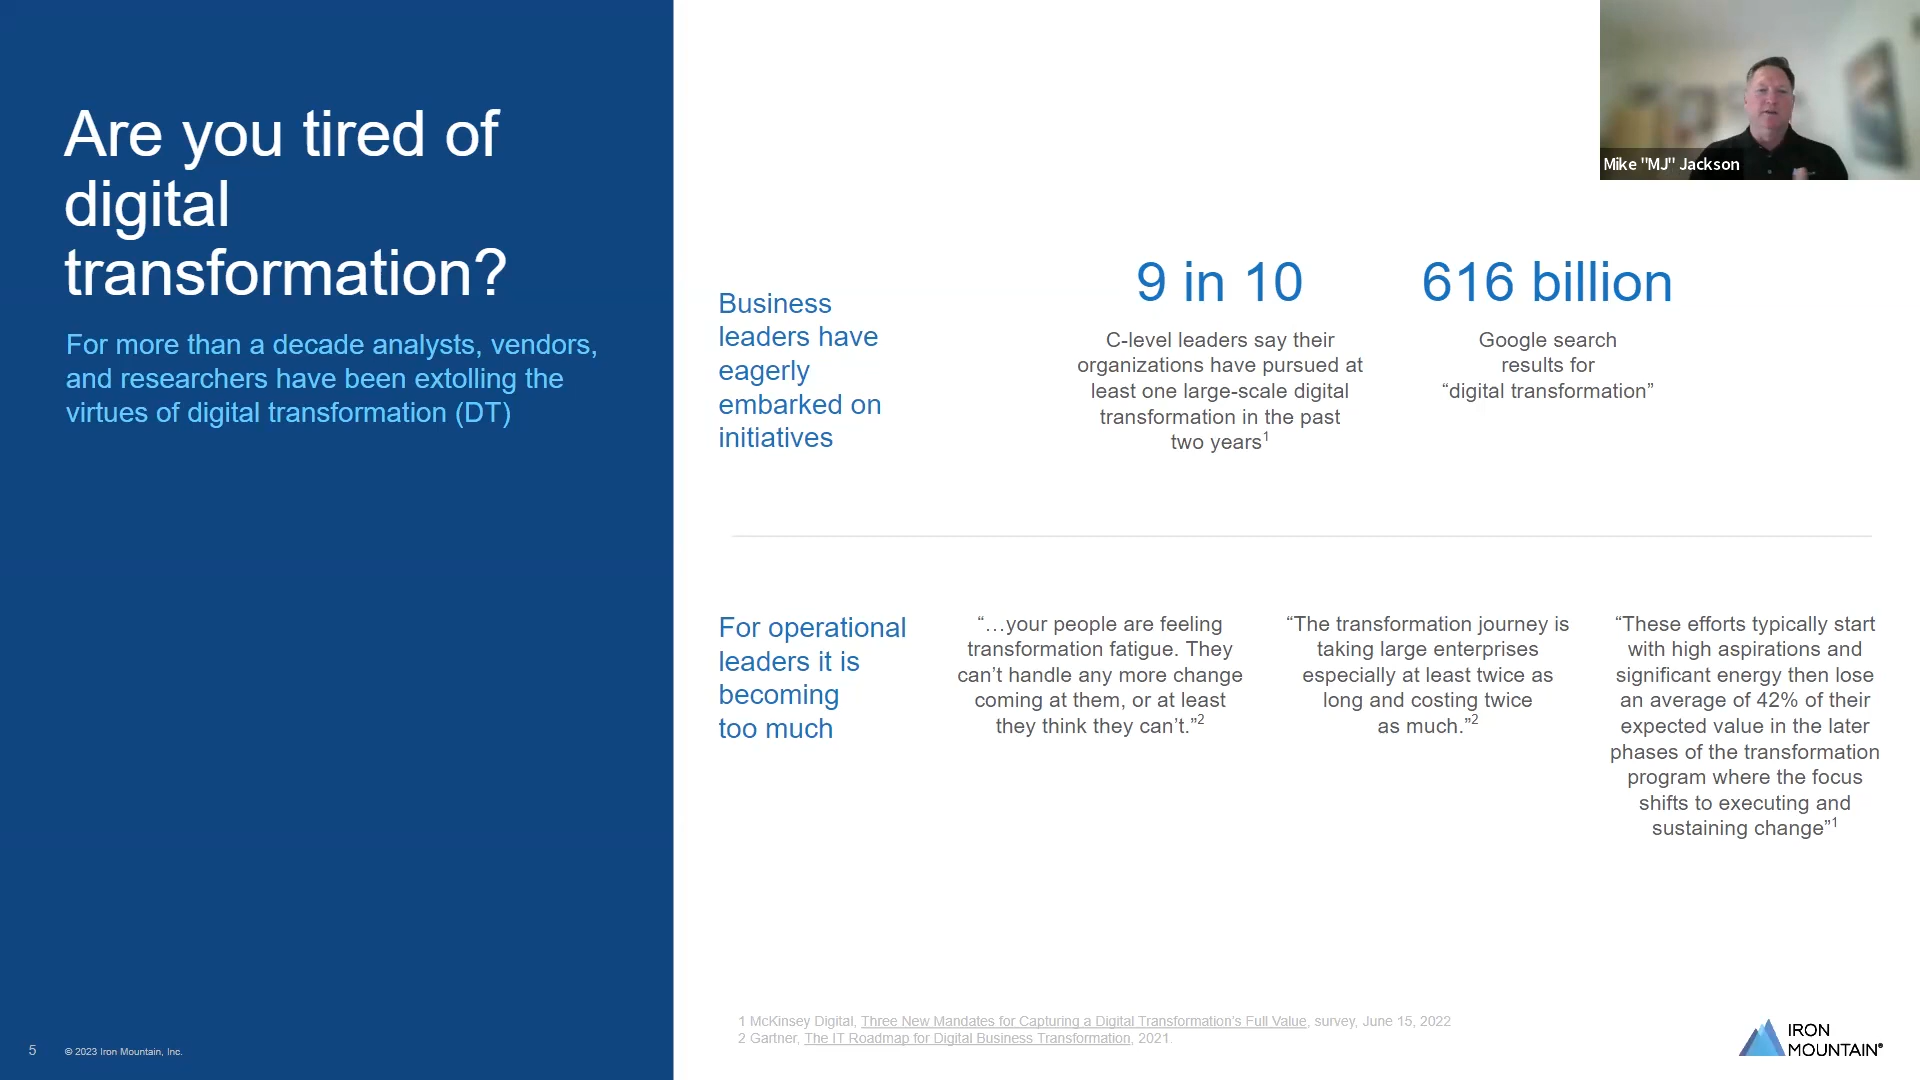 Are you tired of
digital
transformation?
For more than a decade analysts, vendors,
and researchers have been extolling the
virtues of digital transformation (DT)
Mike "MJ" Jackson
Business
leaders have
eagerly
embarked on
initiatives
9 in 10
C-level leaders say their
organizations have pursued at
least one large-scale digital
transformation in the past
two years1
616 billion
Google search
results for
“digital transformation”
For operational
leaders it is
becoming
too much
“…your people are feeling
transformation fatigue. They
can’t handle any more change
coming at them, or at least
they think they can’t.”2
“The transformation journey is
taking large enterprises
especially at least twice as
long and costing twice
as much.”2
“These efforts typically start
with high aspirations and
significant energy then lose
an average of 42% of their
expected value in the later
phases of the transformation
program where the focus
shifts to executing and
sustaining change”1
1 McKinsey Digital, Three New Mandates for Capturing a Digital Transformation’s Full Value, survey, June 15, 2022
2 Gartner, The IT Roadmap for Digital Business Transformation, 2021.
5
© 2023 Iron Mountain, Inc.
IRON
MOUNTAIN®